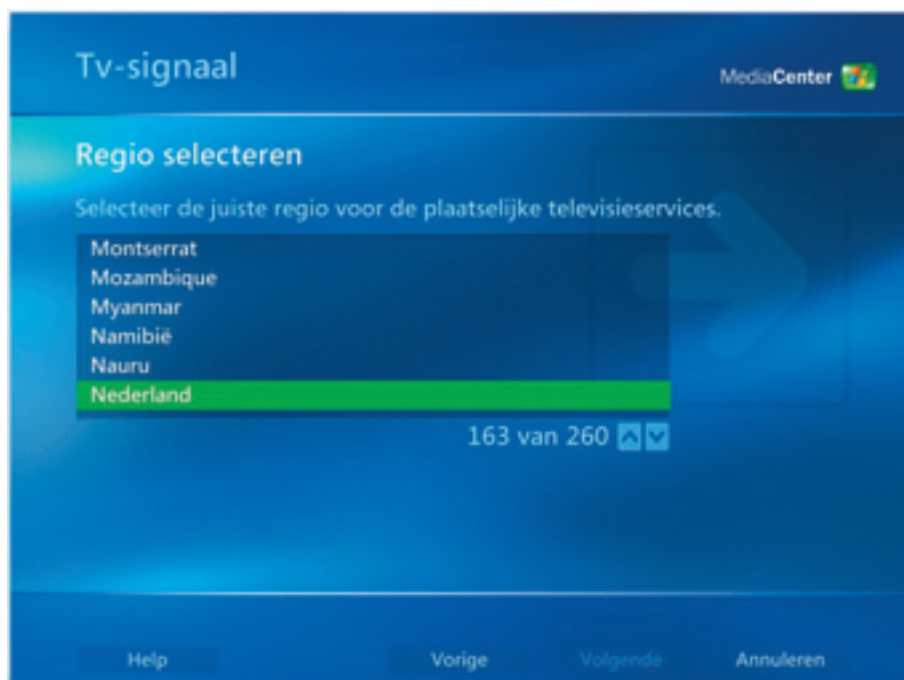 Tv-signaal
MediaCenter
Regio selecteren
Selecteer de juiste regio voor de plaatselijke televisieservices.
Montserrat
Mozambique
Myanmar
Namibië
Nauru
Nederland
163 van 260
Help Vorige Volgende Annuleren